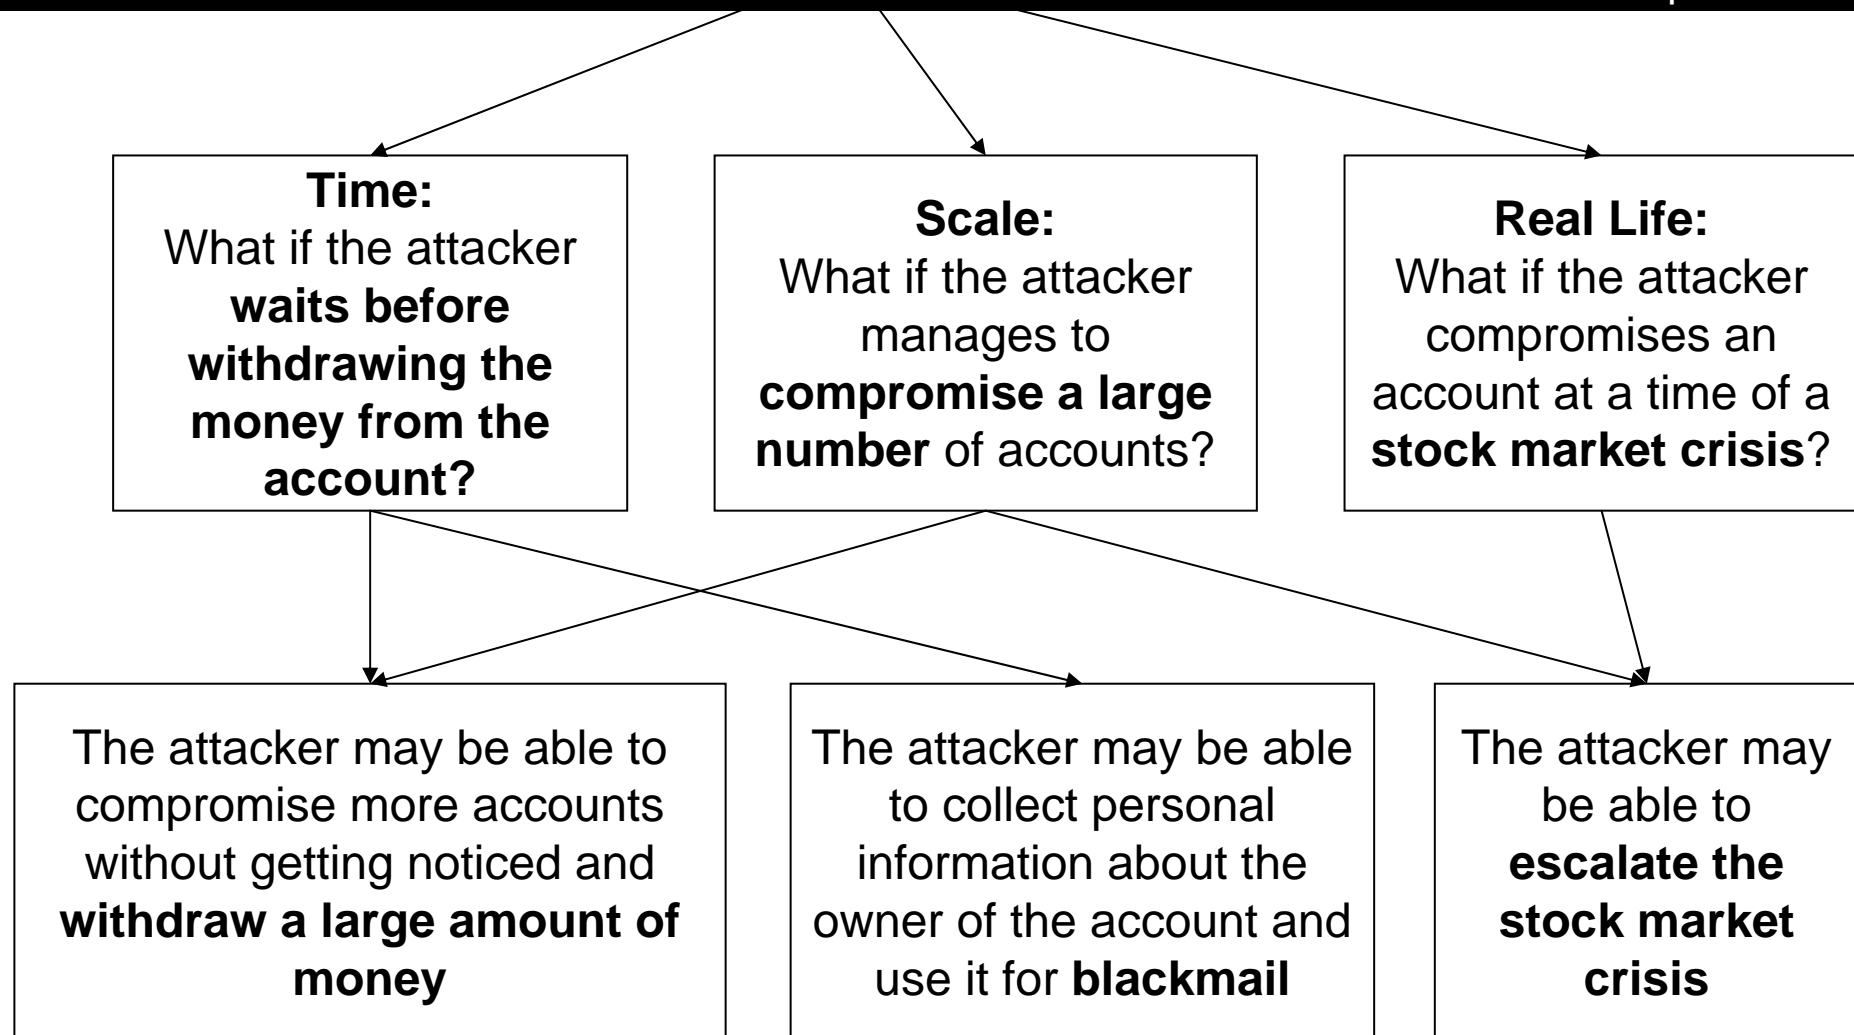 Time:
What if the attacker
waits before
withdrawing the
money from the
account?
Scale:
What if the attacker
manages to
compromise a large
number of accounts?
Real Life:
What if the attacker
compromises an
account at a time of a
stock market crisis?
The attacker may be able to
compromise more accounts
without getting noticed and
withdraw a large amount of
money
The attacker may be able
to collect personal
information about the
owner of the account and
use it for blackmail
The attacker may
be able to
escalate the
stock market
crisis